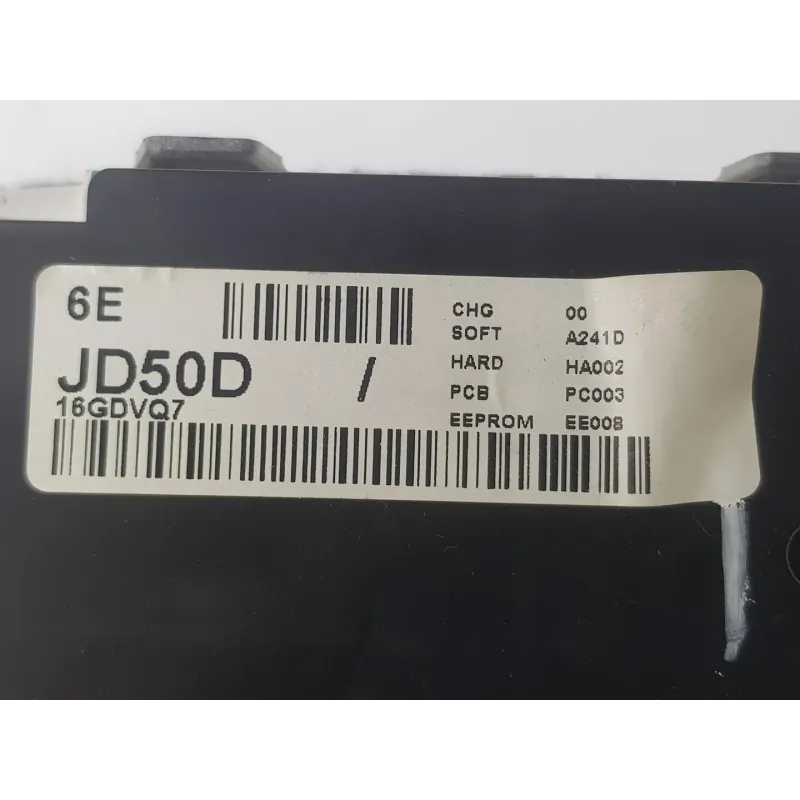 6E
JD50D /
16GDVQ7
CHG 00
SOFT A241D
HARD HA002
PCB PC003
EEPROM EE008